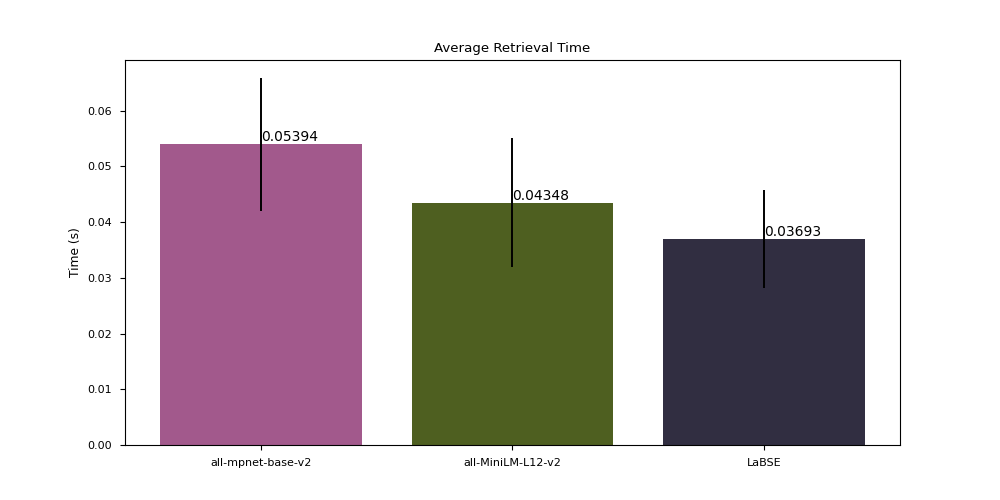 Average Retrieval Time
Time (s)
0.06
0.05
0.04
0.03
0.02
0.01
0.00
0.05394
0.04348
0.03693
all-mpnet-base-v2
all-MiniLM-L12-v2
LaBSE